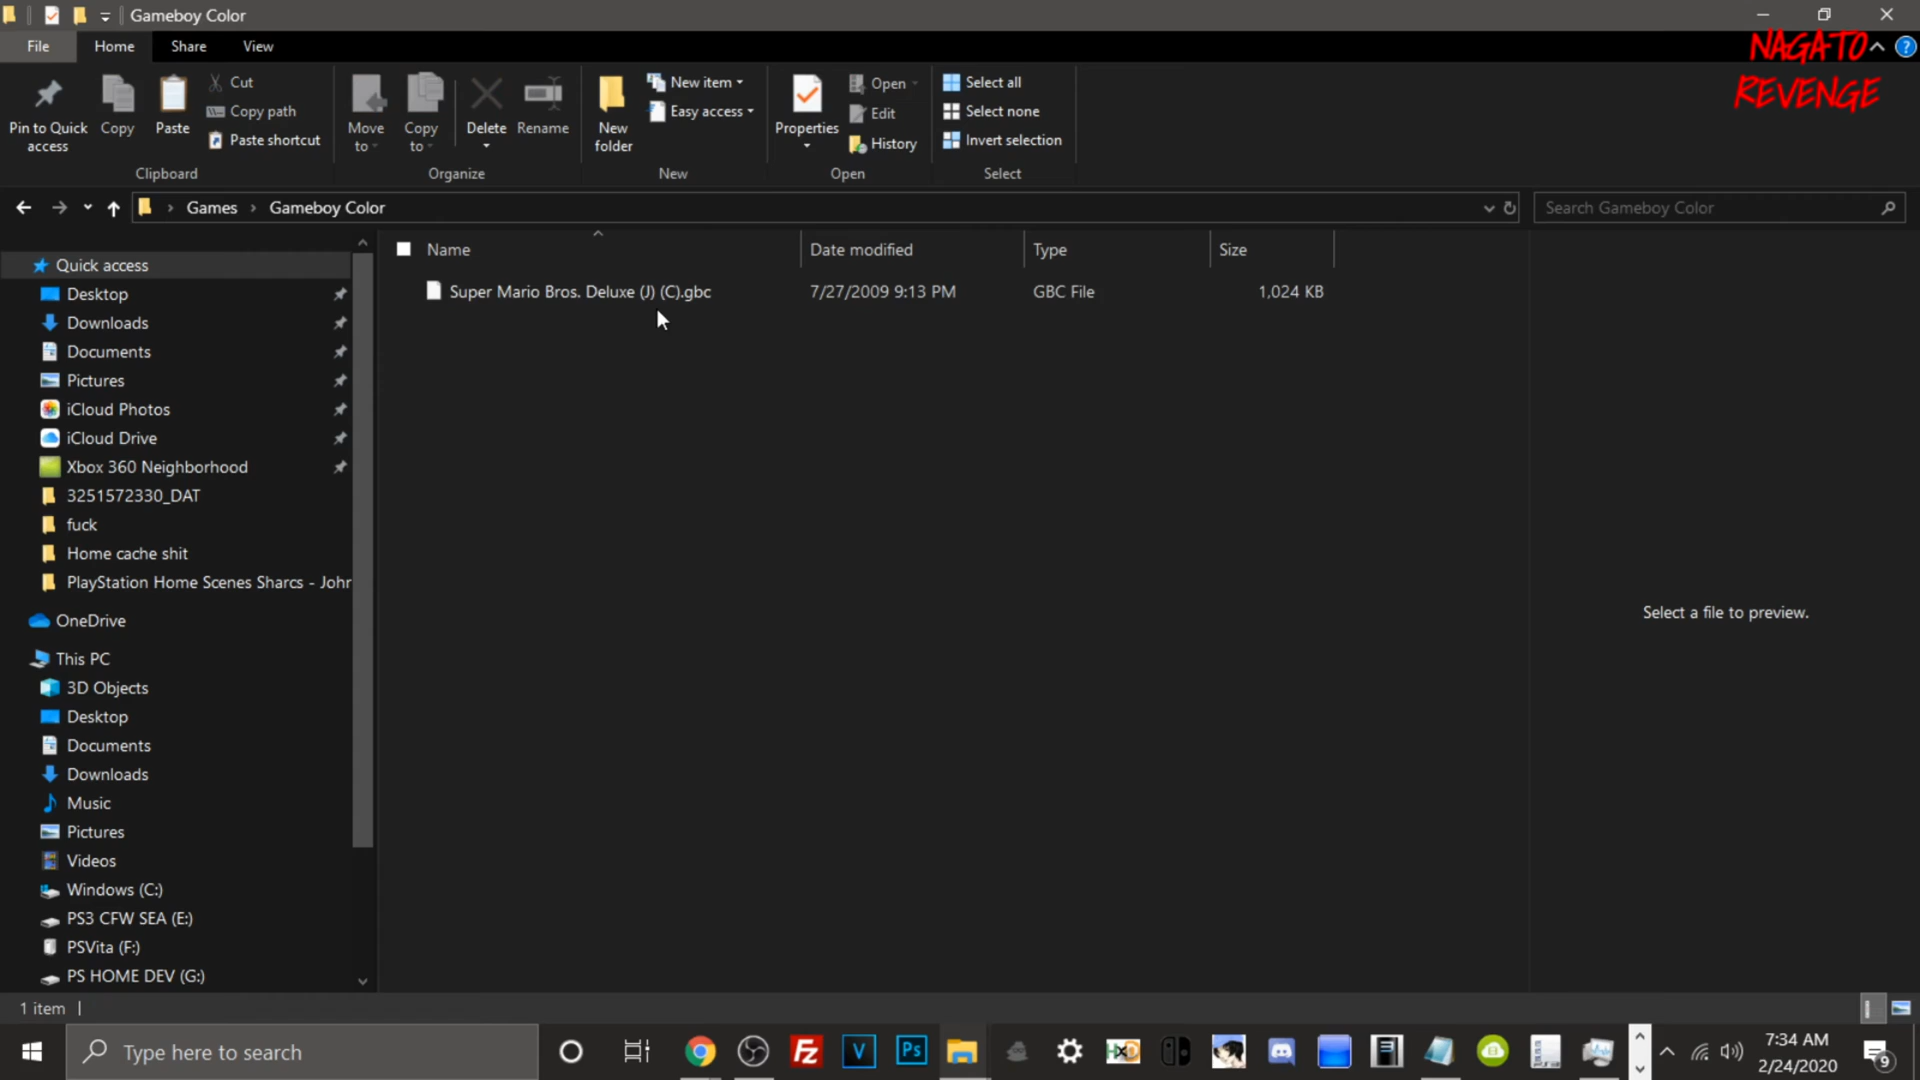 Gameboy Color
File Home Share View
NAGATO
REVENGE
Pin to Quick access
Copy
Paste
Cut
Copy path
Paste shortcut
Clipboard
Move to
Copy to
Delete
Rename
Organize
New folder
New item
Easy access
New
Properties
Open
Edit
History
Open
Select all
Select none
Invert selection
Select
Games > Gameboy Color
Search Gameboy Color
Name Date modified Type Size
Super Mario Bros. Deluxe (J) (C).gbc 7/27/2009 9:13 PM GBC File 1,024 KB
Quick access
Desktop
Downloads
Documents
Pictures
iCloud Photos
iCloud Drive
Xbox 360 Neighborhood
3251572330_DAT
fuck
Home cache shit
PlayStation Home Scenes Sharcs - Johr
OneDrive
This PC
3D Objects
Desktop
Documents
Downloads
Music
Pictures
Videos
Windows (C:)
PS3 CFW SEA (E:)
PSVita (F:)
PS HOME DEV (G:)
Select a file to preview.
1 item
Type here to search
Fz
V
Ps
HxD
7:34 AM
2/24/2020
9